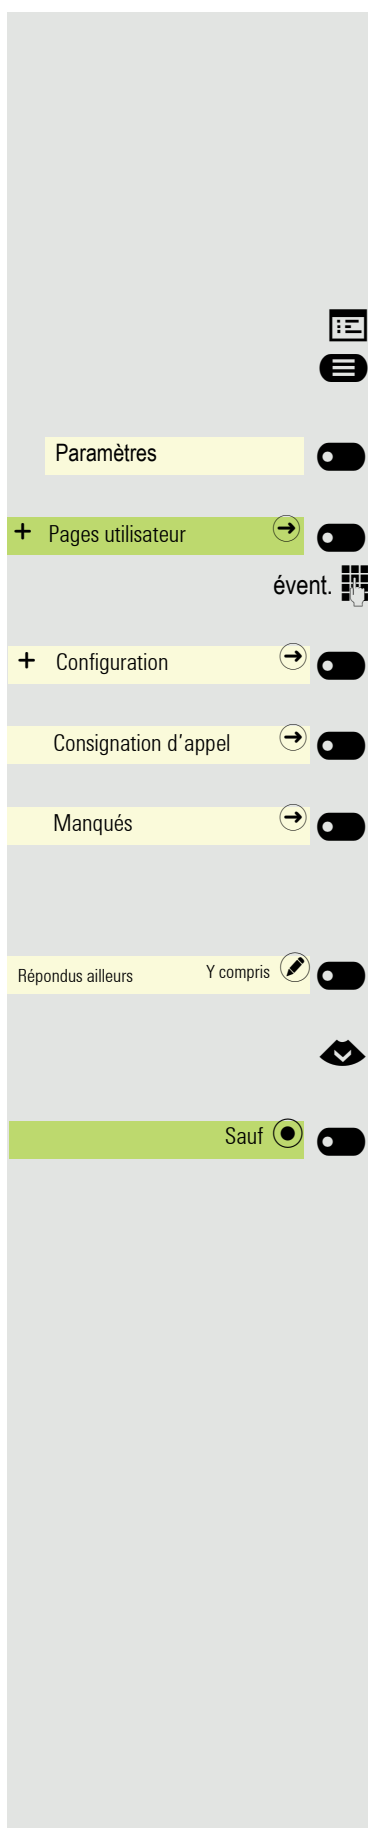 Paramètres
+ Pages utilisateur
évent.
+ Configuration
Consignation d’appel
Manqués
Répondus ailleurs Y compris
Sauf